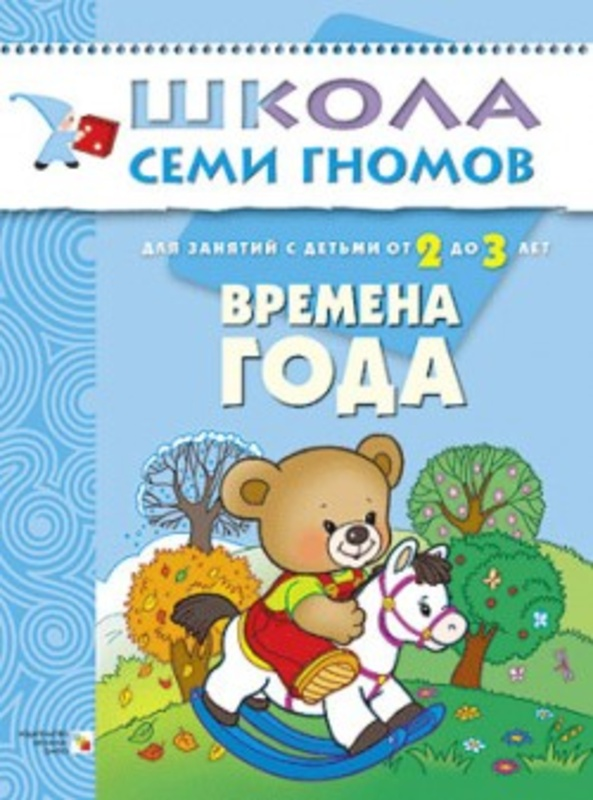 ШКОЛА
СЕМИ ГНОМОВ
ДЛЯ ЗАНЯТИЙ С ДЕТЬМИ ОТ 2 ДО 3 ЛЕТ
ВРЕМЕНА
ГОДА